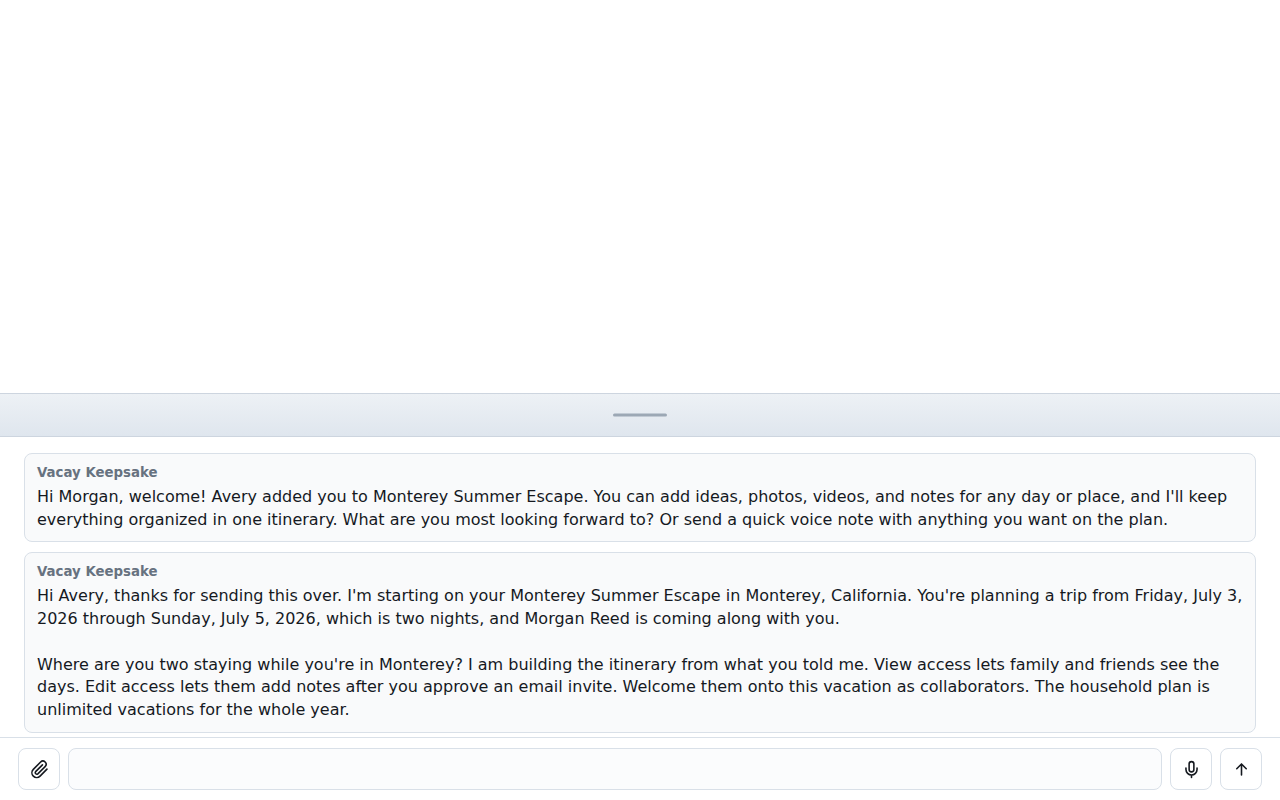 Vacay Keepsake
Hi Morgan, welcome! Avery added you to Monterey Summer Escape. You can add ideas, photos, videos, and notes for any day or place, and I'll keep
everything organized in one itinerary. What are you most looking forward to? Or send a quick voice note with anything you want on the plan.
Vacay Keepsake
Hi Avery, thanks for sending this over. I'm starting on your Monterey Summer Escape in Monterey, California. You're planning a trip from Friday, July 3,
2026 through Sunday, July 5, 2026, which is two nights, and Morgan Reed is coming along with you.
Where are you two staying while you're in Monterey? I am building the itinerary from what you told me. View access lets family and friends see the
days. Edit access lets them add notes after you approve an email invite. Welcome them onto this vacation as collaborators. The household plan is
unlimited vacations for the whole year.